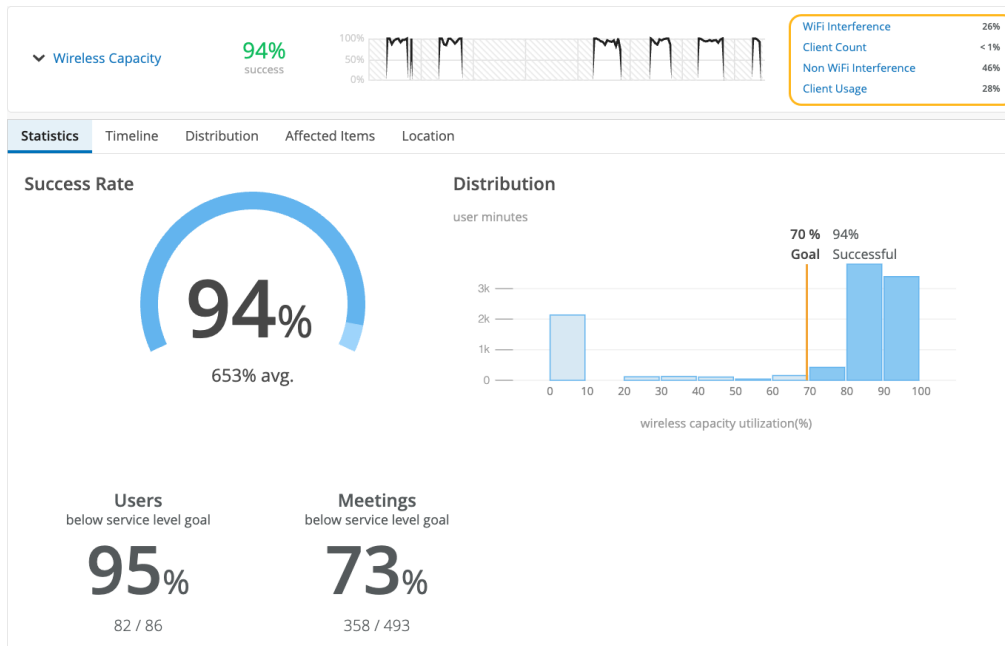 Wireless Capacity
94%
success
100%
50%
0%
WiFi Interference 26%
Client Count < 1%
Non WiFi Interference 46%
Client Usage 28%
Statistics Timeline Distribution Affected Items Location
Success Rate
94%
653% avg.
Distribution
user minutes
70 % 94%
Goal Successful
3k
2k
1k
0
0 10 20 30 40 50 60 70 80 90 100
wireless capacity utilization(%)
Users
below service level goal
95%
82 / 86
Meetings
below service level goal
73%
358 / 493